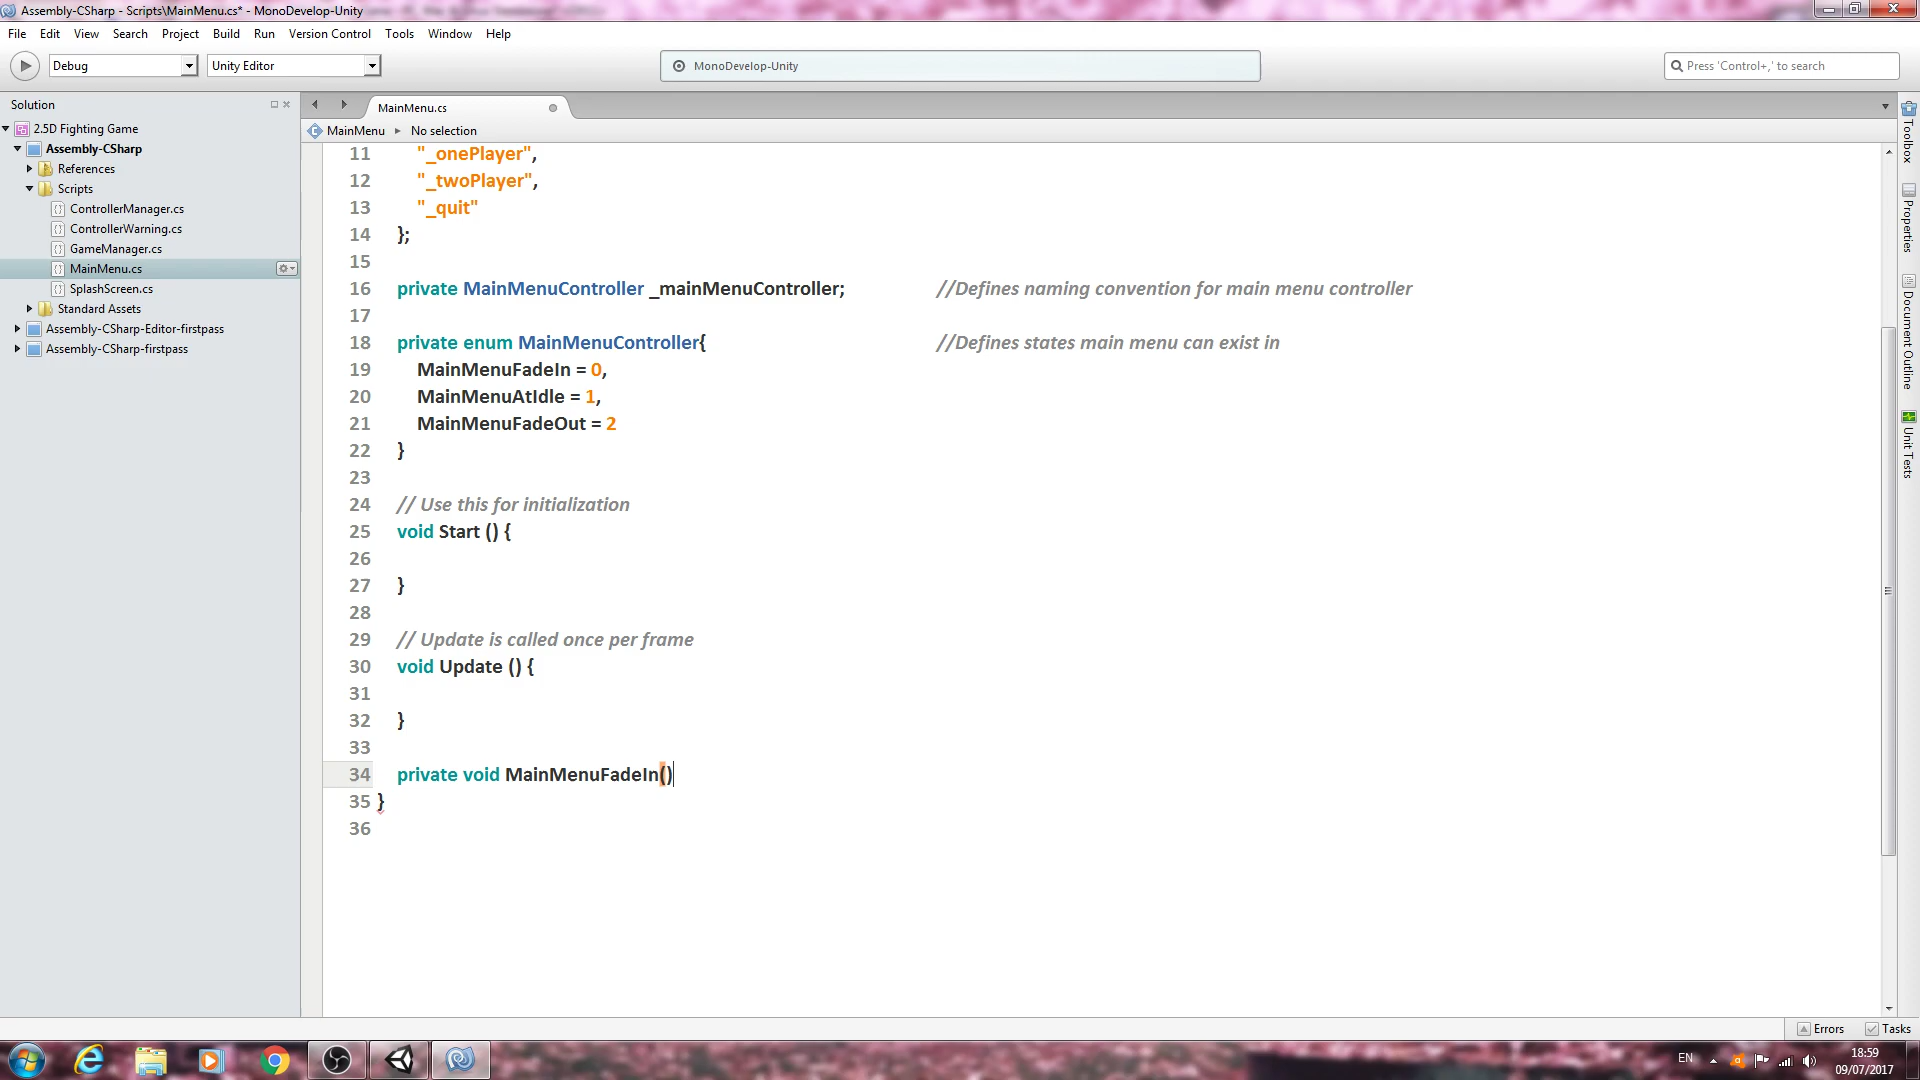 Assembly-CSharp - Scripts\MainMenu.cs* - MonoDevelop-Unity
File Edit View Search Project Build Run Version Control Tools Window Help
Debug Unity Editor MonoDevelop-Unity Press 'Control+,' to search
Solution
2.5D Fighting Game
Assembly-CSharp
References
Scripts
ControllerManager.cs
ControllerWarning.cs
GameManager.cs
MainMenu.cs
SplashScreen.cs
Standard Assets
Assembly-CSharp-Editor-firstpass
Assembly-CSharp-firstpass
MainMenu.cs
MainMenu ▸ No selection
11 "_onePlayer",
12 "_twoPlayer",
13 "_quit"
14 };
15
16 private MainMenuController _mainMenuController; //Defines naming convention for main menu controller
17
18 private enum MainMenuController{ //Defines states main menu can exist in
19 MainMenuFadeIn = 0,
20 MainMenuAtIdle = 1,
21 MainMenuFadeOut = 2
22 }
23
24 // Use this for initialization
25 void Start () {
26
27 }
28
29 // Update is called once per frame
30 void Update () {
31
32 }
33
34 private void MainMenuFadeIn()
35 }
36
Toolbox
Properties
Document Outline
Unit Tests
Errors Tasks
EN
18:59
09/07/2017